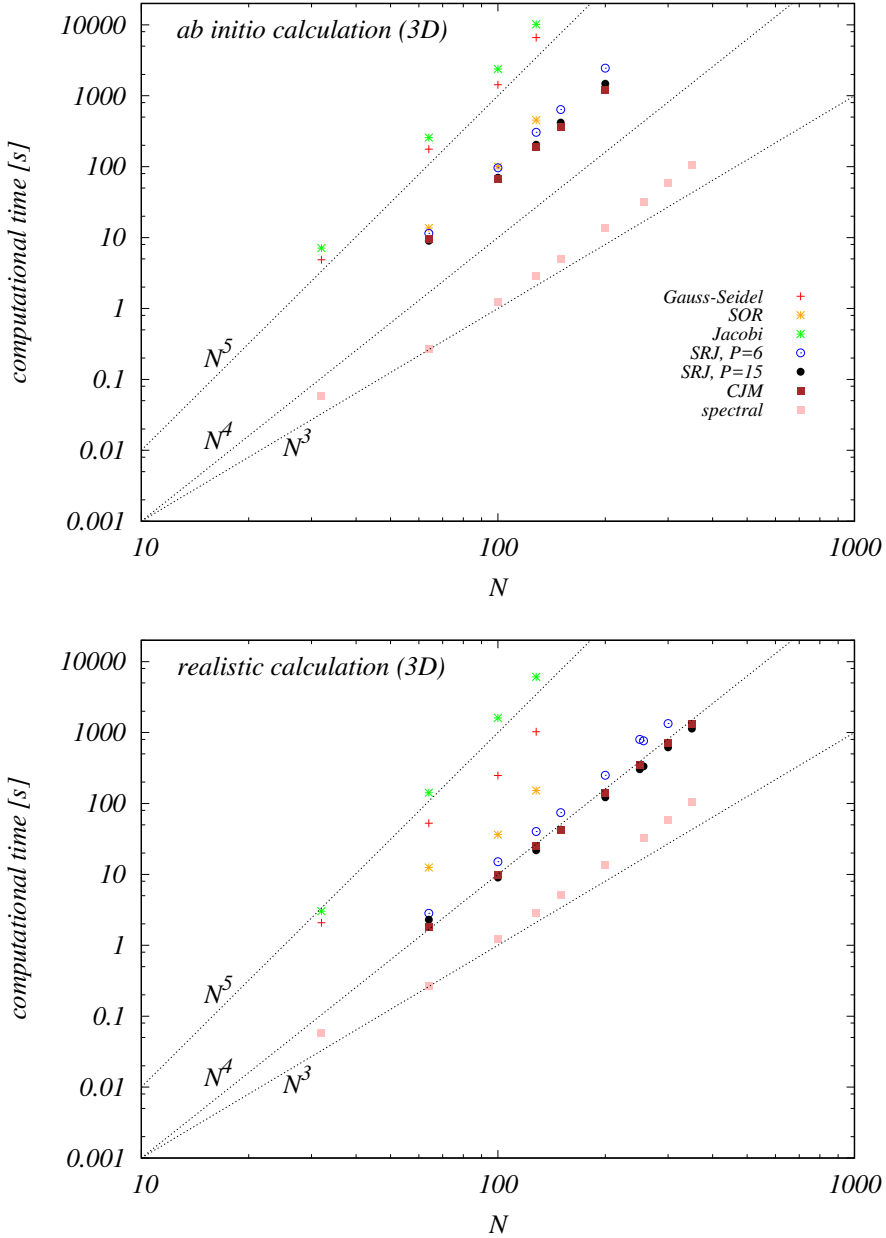 ab initio calculation (3D)
computational time [s]
10000
1000
100
10
1
0.1
0.01
0.001
N^5
N^4
N^3
Gauss-Seidel
SOR
Jacobi
SRJ, P=6
SRJ, P=15
CJM
spectral
10
100
1000
N
realistic calculation (3D)
computational time [s]
10000
1000
100
10
1
0.1
0.01
0.001
N^5
N^4
N^3
10
100
1000
N